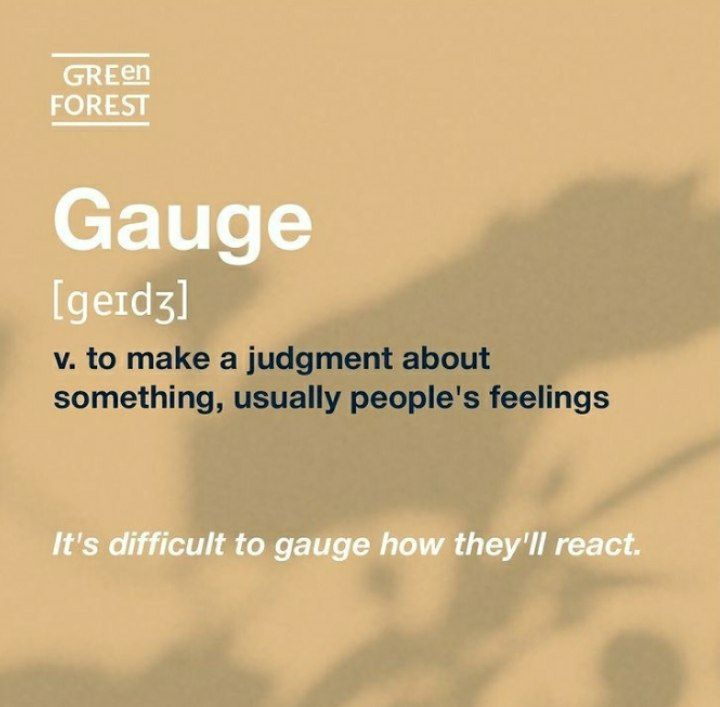 GREen
FOREST
Gauge
[geɪdʒ]
v. to make a judgment about
something, usually people's feelings
It's difficult to gauge how they'll react.